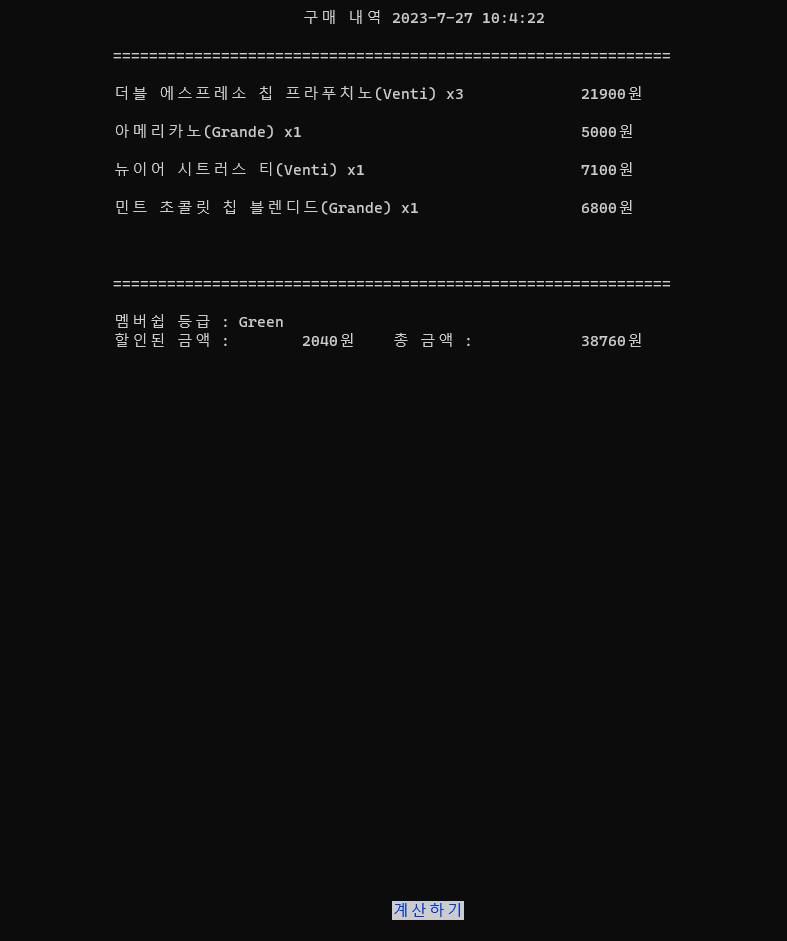 구매 내역 2023-7-27 10:4:22
==============================================================
더블 에스프레소 칩 프라푸치노(Venti) x3 21900원
아메리카노(Grande) x1 5000원
뉴이어 시트러스 티(Venti) x1 7100원
민트 초콜릿 칩 블렌디드(Grande) x1 6800원
==============================================================
멤버쉽 등급 : Green
할인된 금액 : 2040원 총 금액 : 38760원
계산하기